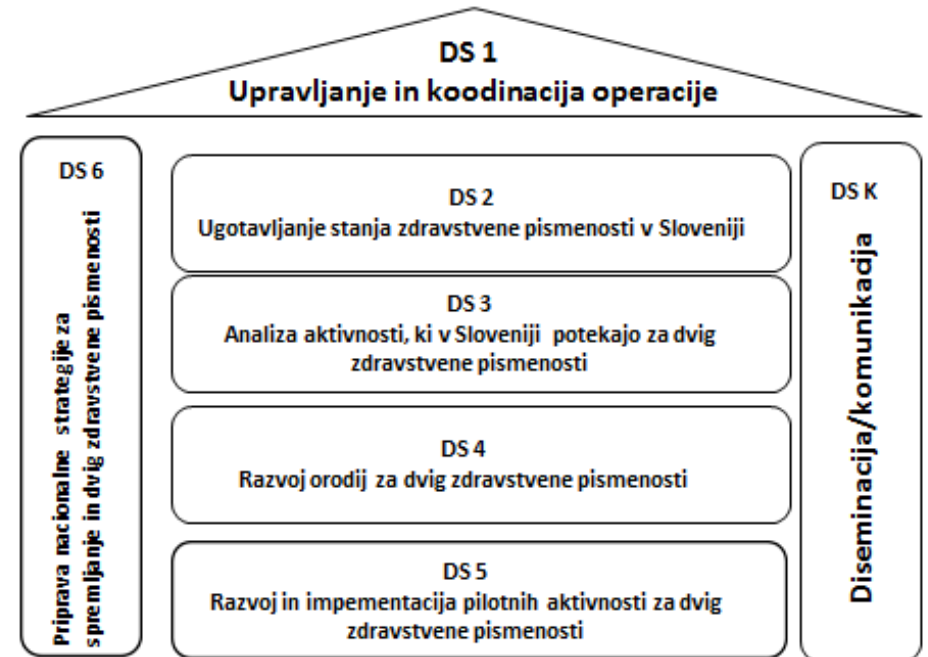 DS 1
Upravljanje in koodinacija operacije
DS 6
Priprava nacionalne strategije za
spremljanje in dvig zdravstvene pismenosti
DS 2
Ugotavljanje stanja zdravstvene pismenosti v Sloveniji
DS 3
Analiza aktivnosti, ki v Sloveniji potekajo za dvig
zdravstvene pismenosti
DS 4
Razvoj orodij za dvig zdravstvene pismenosti
DS 5
Razvoj in impementacija pilotnih aktivnosti za dvig
zdravstvene pismenosti
DS K
Diseminacija/komunikadja